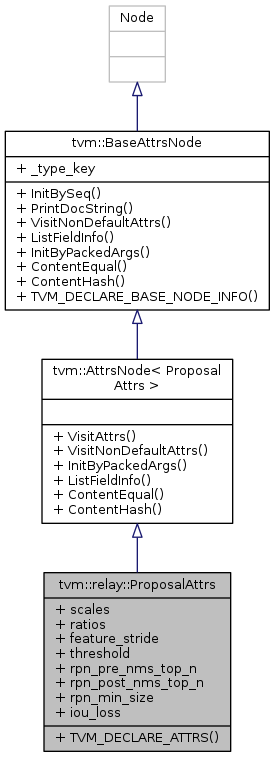 Node
tvm::BaseAttrsNode
+ _type_key
+ InitBySeq()
+ PrintDocString()
+ VisitNonDefaultAttrs()
+ ListFieldInfo()
+ InitByPackedArgs()
+ ContentEqual()
+ ContentHash()
+ TVM_DECLARE_BASE_NODE_INFO()
tvm::AttrsNode< Proposal
Attrs >
+ VisitAttrs()
+ VisitNonDefaultAttrs()
+ InitByPackedArgs()
+ ListFieldInfo()
+ ContentEqual()
+ ContentHash()
tvm::relay::ProposalAttrs
+ scales
+ ratios
+ feature_stride
+ threshold
+ rpn_pre_nms_top_n
+ rpn_post_nms_top_n
+ rpn_min_size
+ iou_loss
+ TVM_DECLARE_ATTRS()